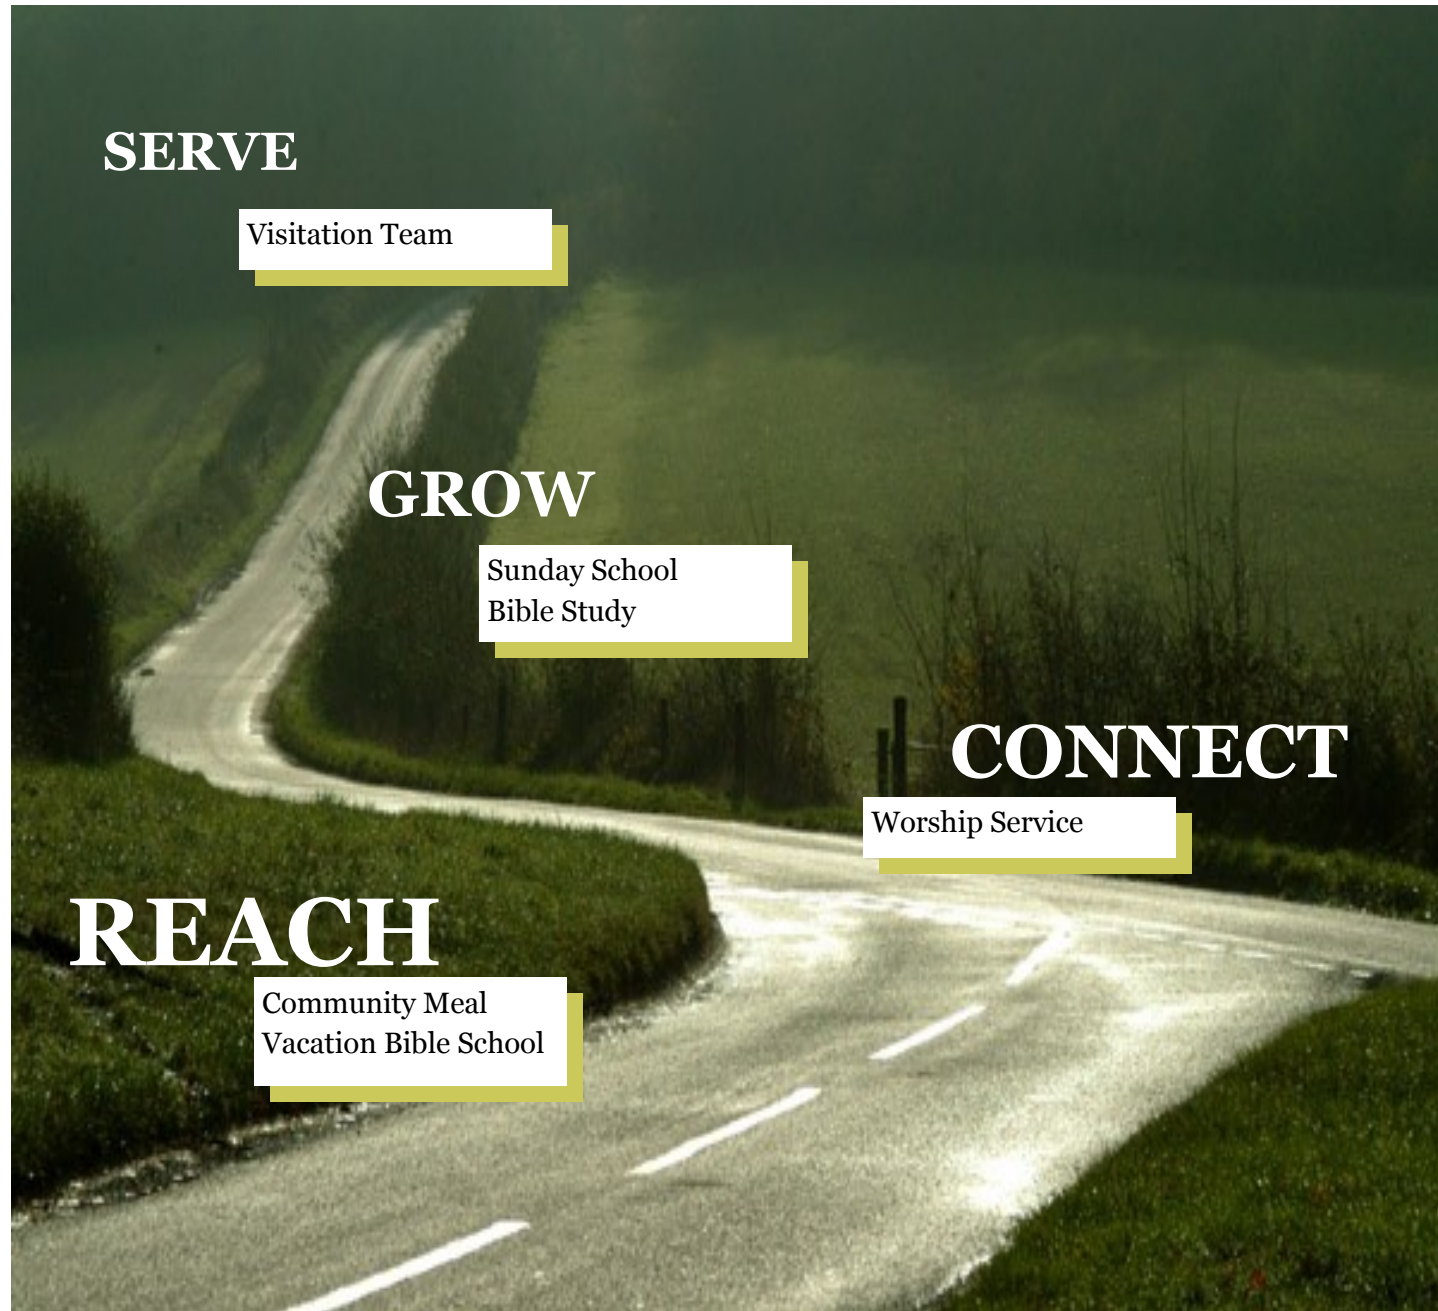 SERVE
Visitation Team
GROW
Sunday School
Bible Study
CONNECT
Worship Service
REACH
Community Meal
Vacation Bible School